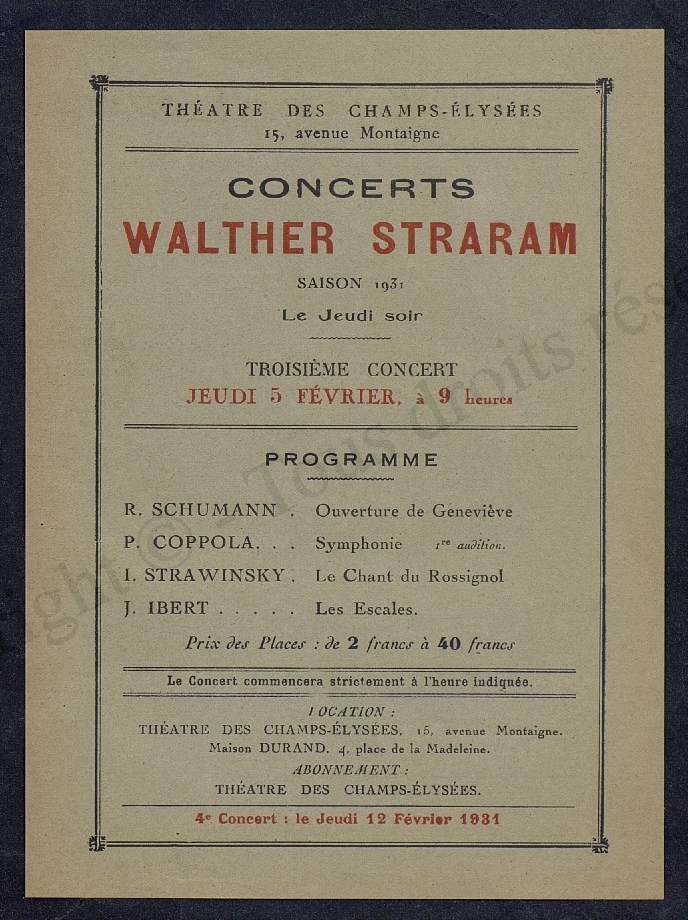 THÉATRE DES CHAMPS-ÉLYSÉES
15, avenue Montaigne
CONCERTS
WALTHER STRARAM
SAISON 1931
Le Jeudi soir
TROISIÈME CONCERT
JEUDI 5 FÉVRIER, à 9 heures
PROGRAMME
R. SCHUMANN . Ouverture de Geneviève
P. COPPOLA. . . Symphonie 1re audition.
I. STRAWINSKY . Le Chant du Rossignol
J. IBERT . . . . . Les Escales.
Prix des Places : de 2 francs à 40 francs
Le Concert commencera strictement à l'heure indiquée.
LOCATION :
THÉATRE DES CHAMPS-ÉLYSÉES, 15, avenue Montaigne.
Maison DURAND, 4, place de la Madeleine.
ABONNEMENT :
THÉATRE DES CHAMPS-ÉLYSÉES.
4e Concert : le Jeudi 12 Février 1931
© - Tous droits